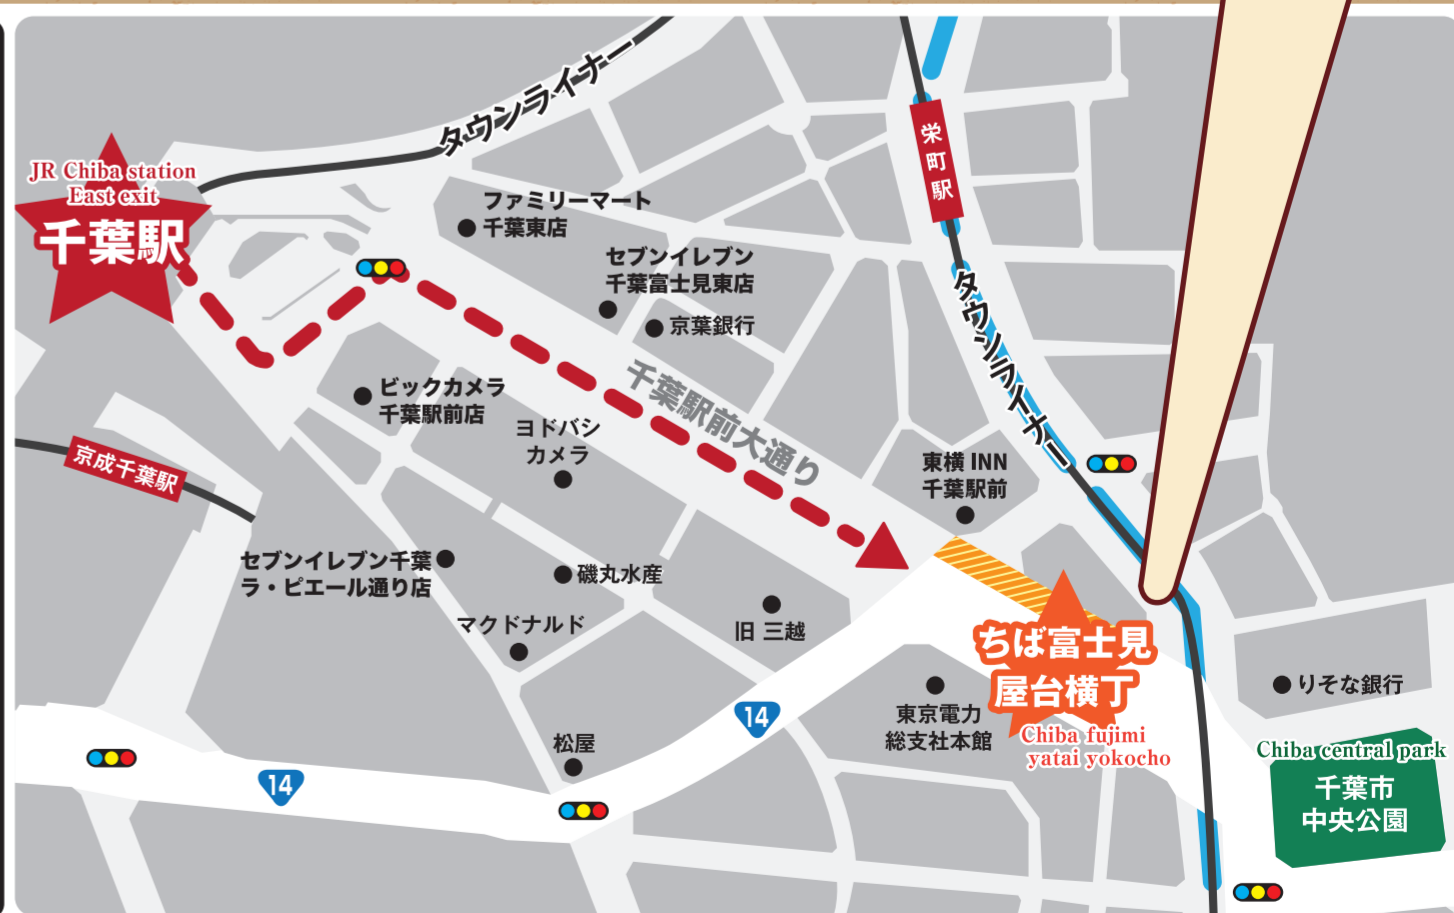 タウンライナー
JR Chiba station
East exit
千葉駅
栄町駅
ファミリーマート
千葉東店
セブンイレブン
千葉富士見東店
京葉銀行
タウンライナー
千葉駅前大通り
ビックカメラ
千葉駅前店
ヨドバシ
カメラ
京成千葉駅
東横 INN
千葉駅前
セブンイレブン千葉
ラ・ピエール通り店
磯丸水産
マクドナルド
旧 三越
ちば富士見
屋台横丁
Chiba fujimi
yatai yokocho
りそな銀行
東京電力
総支社本館
14
松屋
14
Chiba central park
千葉市
中央公園